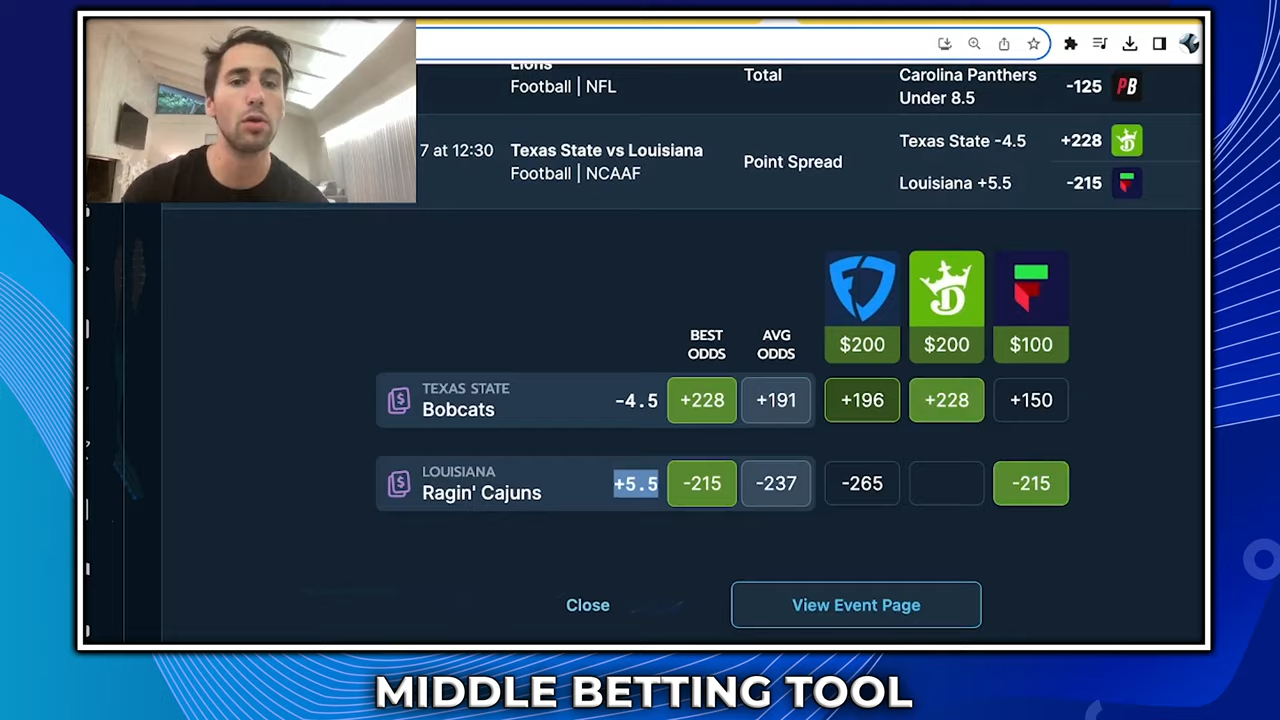 Lions
Football | NFL
Total
Carolina Panthers
Under 8.5
-125
PB
7 at 12:30
Texas State vs Louisiana
Football | NCAAF
Point Spread
Texas State -4.5
+228
Louisiana +5.5
-215
BEST ODDS
AVG ODDS
$200
$200
$100
TEXAS STATE
Bobcats
-4.5
+228
+191
+196
+228
+150
LOUISIANA
Ragin' Cajuns
+5.5
-215
-237
-265
-215
Close
View Event Page
MIDDLE BETTING TOOL